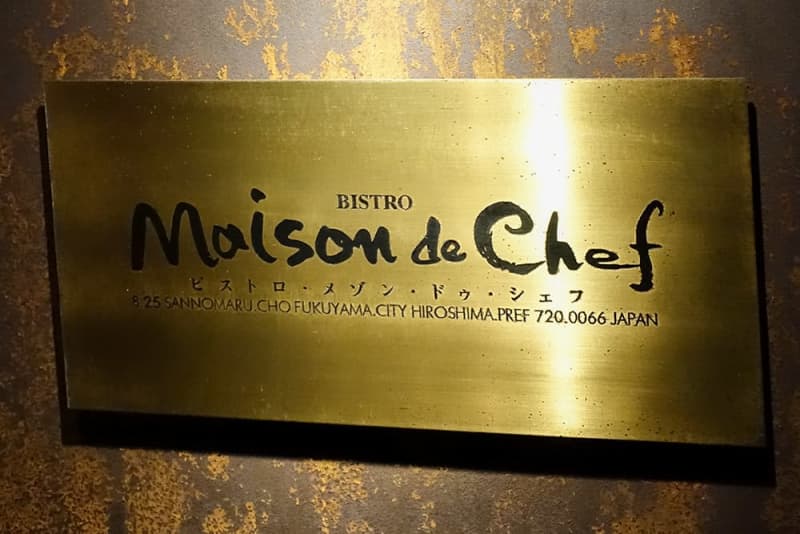 BISTRO
Maison de Chef
ビストロ・メゾン・ドゥ・シェフ
8 25 SANNOMARU.CHO FUKUYAMA.CITY HIROSHIMA.PREF 720.0066 JAPAN